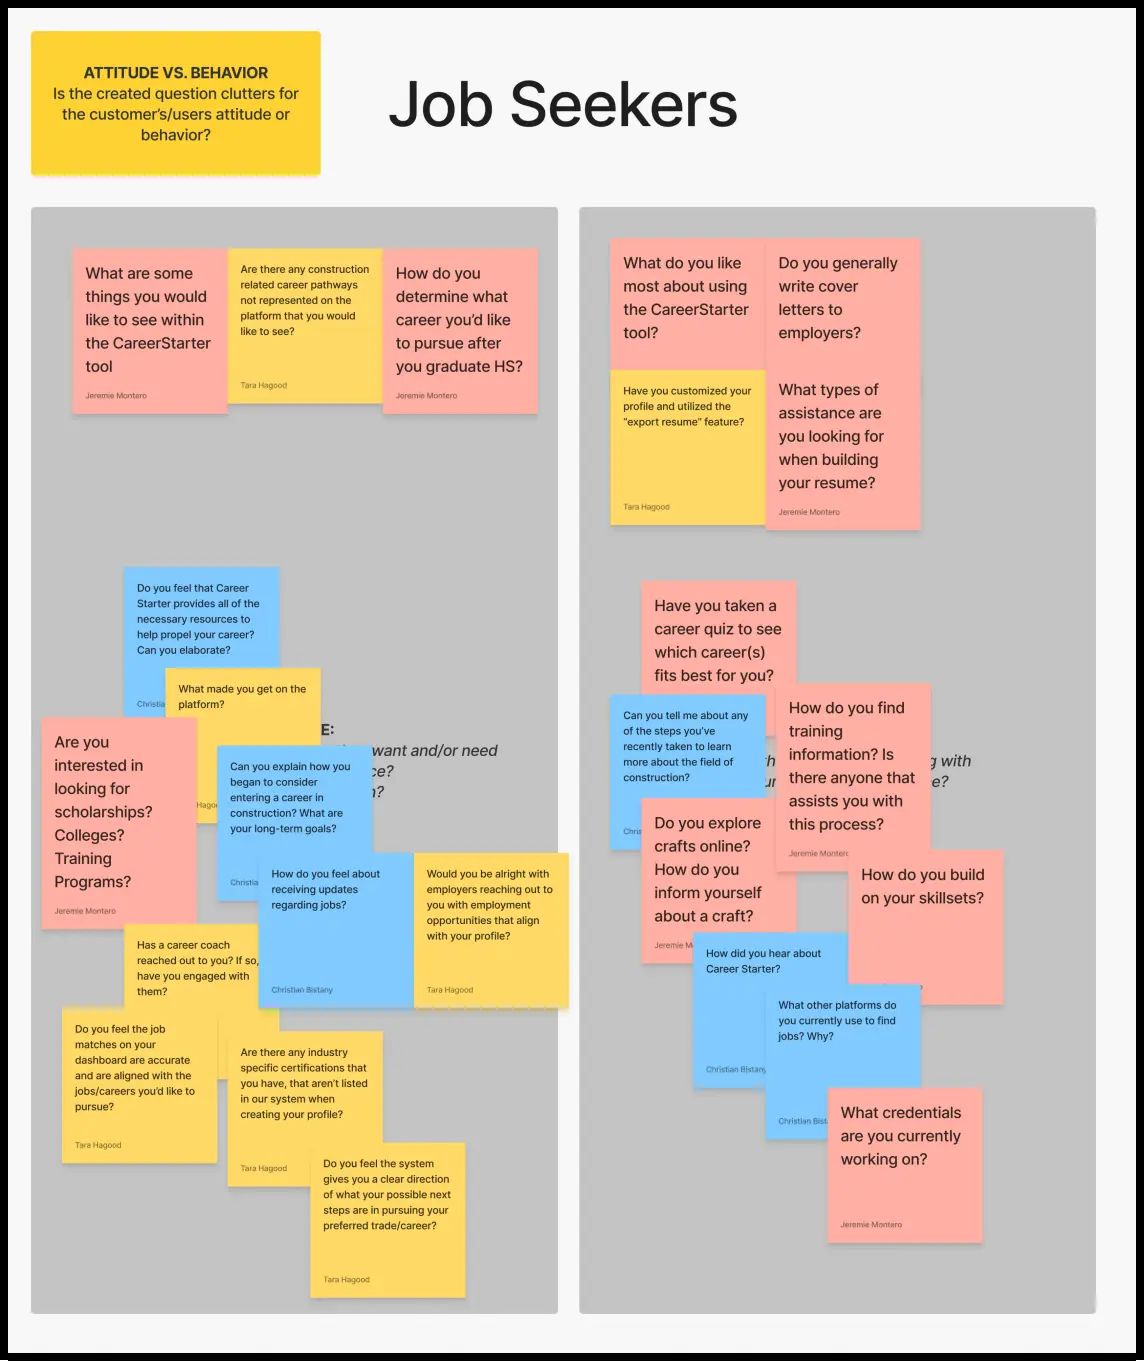 ATTITUDE VS. BEHAVIOR
Is the created question clutters for
the customer's/users attitude or
behavior?
Job Seekers
What are some
things you would
like to see within
the CareerStarter
tool
Jeremie Montero
Are there any construction
related career pathways
not represented on the
platform that you would
like to see?
Tara Hagood
How do you
determine what
career you'd like
to pursue after
you graduate HS?
Jeremie Montero
Do you feel that Career
Starter provides all of the
necessary resources to
help propel your career?
Can you elaborate?
Christia
What made you get on the
platform?
Hagoo
E:
want and/or need
ce?
n?
Are you
interested in
looking for
scholarships?
Colleges?
Training
Programs?
Jeremie Montero
Can you explain how you
began to consider
entering a career in
construction? What are
your long-term goals?
Christia
How do you feel about
receiving updates
regarding jobs?
Christian Bistany
Would you be alright with
employers reaching out to
you with employment
opportunities that align
with your profile?
Tara Hagood
Has a career coach
reached out to you? If so,
have you engaged with
them?
Do you feel the job
matches on your
dashboard are accurate
and are aligned with the
jobs/careers you'd like to
pursue?
Tara Hagood
Are there any industry
specific certifications that
you have, that aren't listed
in our system when
creating your profile?
Tara Hagood
Do you feel the system
gives you a clear direction
of what your possible next
steps are in pursuing your
preferred trade/career?
Tara Hagood
What do you like
most about using
the CareerStarter
tool?
Do you generally
write cover
letters to
employers?
Have you customized your
profile and utilized the
"export resume" feature?
Tara Hagood
What types of
assistance are
you looking for
when building
your resume?
Jeremie Montero
Have you taken a
career quiz to see
which career(s)
fits best for you?
Can you tell me about any
of the steps you've
recently taken to learn
more about the field of
construction?
Chris
How do you find
training
information? Is
there anyone that
assists you with
this process?
Jeremie Montero
g with
e?
Do you explore
crafts online?
How do you
inform yourself
about a craft?
Jeremie M
How do you build
on your skillsets?
How did you hear about
Career Starter?
Christian Bistany
What other platforms do
you currently use to find
jobs? Why?
Christian Bist
What credentials
are you currently
working on?
Jeremie Montero